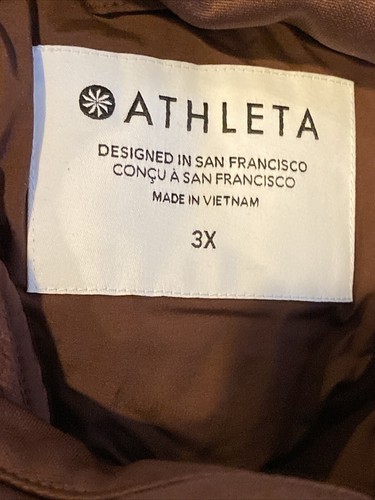 ATHLETA
DESIGNED IN SAN FRANCISCO
CONÇU À SAN FRANCISCO
MADE IN VIETNAM
3X